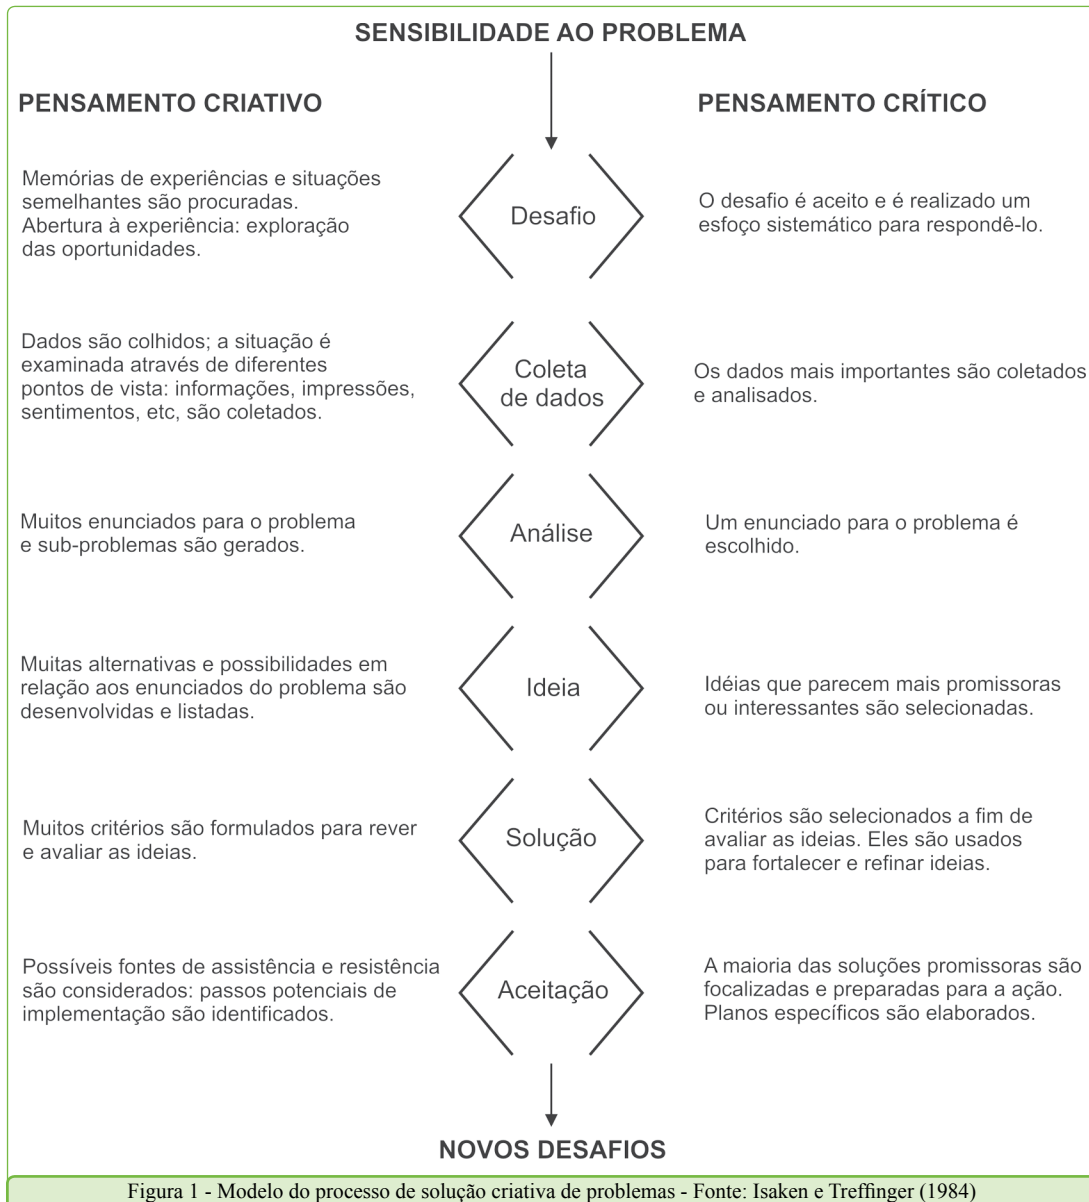 SENSIBILIDADE AO PROBLEMA
PENSAMENTO CRIATIVO
PENSAMENTO CRÍTICO
Memórias de experiências e situações
semelhantes são procuradas.
Abertura à experiência: exploração
das oportunidades.
Desafio
O desafio é aceito e é realizado um
esfoço sistemático para respondê-lo.
Dados são colhidos; a situação é
examinada através de diferentes
pontos de vista: informações, impressões,
sentimentos, etc, são coletados.
Coleta
de dados
Os dados mais importantes são coletados
e analisados.
Muitos enunciados para o problema
e sub-problemas são gerados.
Análise
Um enunciado para o problema é
escolhido.
Muitas alternativas e possibilidades em
relação aos enunciados do problema são
desenvolvidas e listadas.
Ideia
Idéias que parecem mais promissoras
ou interessantes são selecionadas.
Muitos critérios são formulados para rever
e avaliar as ideias.
Solução
Critérios são selecionados a fim de
avaliar as ideias. Eles são usados
para fortalecer e refinar ideias.
Possíveis fontes de assistência e resistência
são considerados: passos potenciais de
implementação são identificados.
Aceitação
A maioria das soluções promissoras são
focalizadas e preparadas para a ação.
Planos específicos são elaborados.
NOVOS DESAFIOS
Figura 1 - Modelo do processo de solução criativa de problemas - Fonte: Isaken e Treffinger (1984)